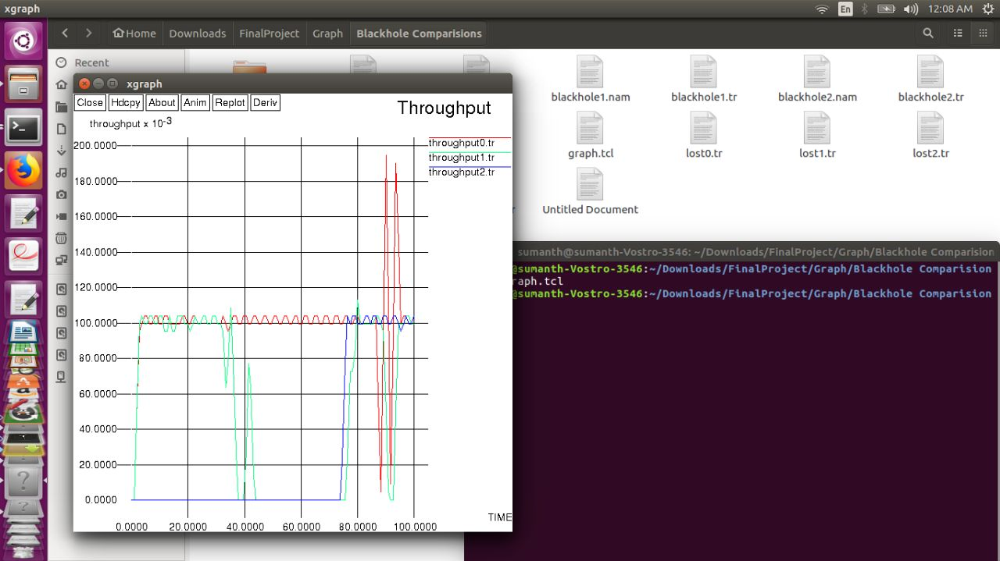 xgraph
En
12:08 AM
Home
Downloads
FinalProject
Graph
Blackhole Comparisions
Recent
blackhole1.nam
blackhole1.tr
blackhole2.nam
blackhole2.tr
graph.tcl
lost0.tr
lost1.tr
lost2.tr
Untitled Document
xgraph
Close
Hdcpy
About
Anim
Replot
Deriv
Throughput
throughput x 10-3
throughput0.tr
throughput1.tr
throughput2.tr
200.0000
180.0000
160.0000
140.0000
120.0000
100.0000
80.0000
60.0000
40.0000
20.0000
0.0000
TIME
0.0000
20.0000
40.0000
60.0000
80.0000
100.0000
sumanth@sumanth-Vostro-3546: ~/Downloads/FinalProject/Graph/Blackhole Comparision
@sumanth-Vostro-3546:~/Downloads/FinalProject/Graph/Blackhole Comparision
raph.tcl
@sumanth-Vostro-3546:~/Downloads/FinalProject/Graph/Blackhole Comparision